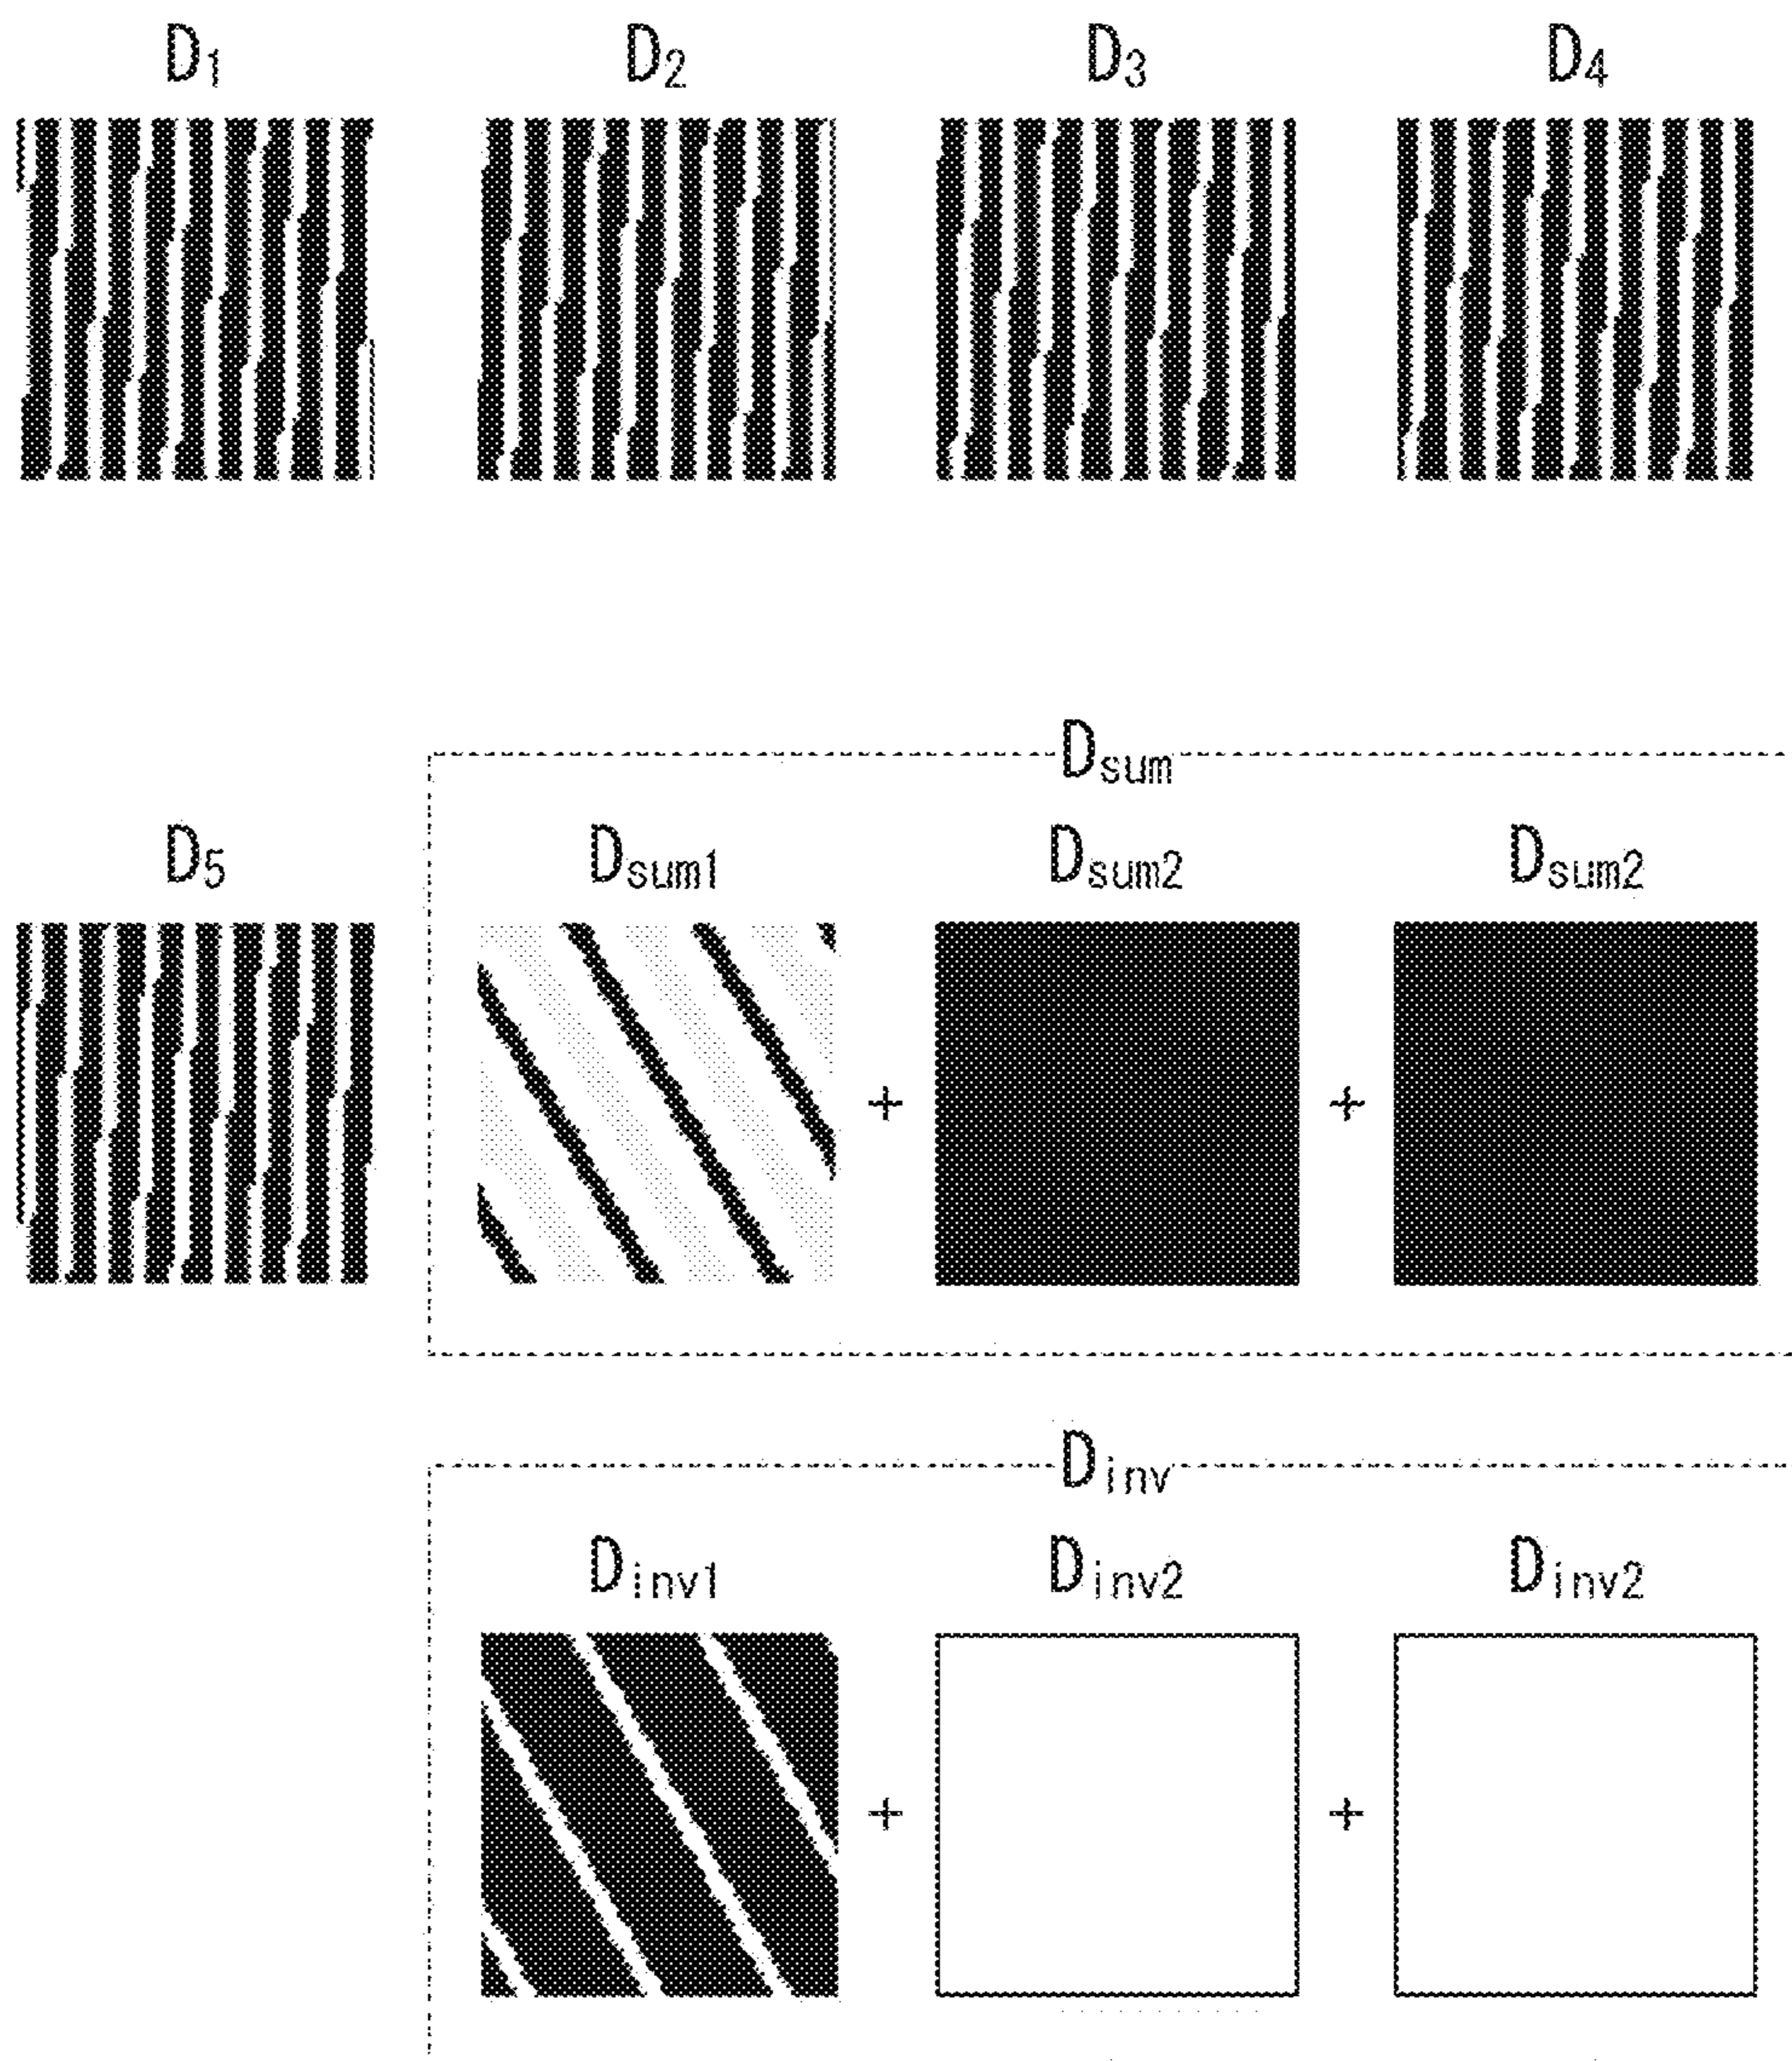 D1 D2 D3 D4
Dsum
D5 Dsum1 Dsum2 Dsum2
+ +
Dinv
Dinv1 Dinv2 Dinv2
+ +